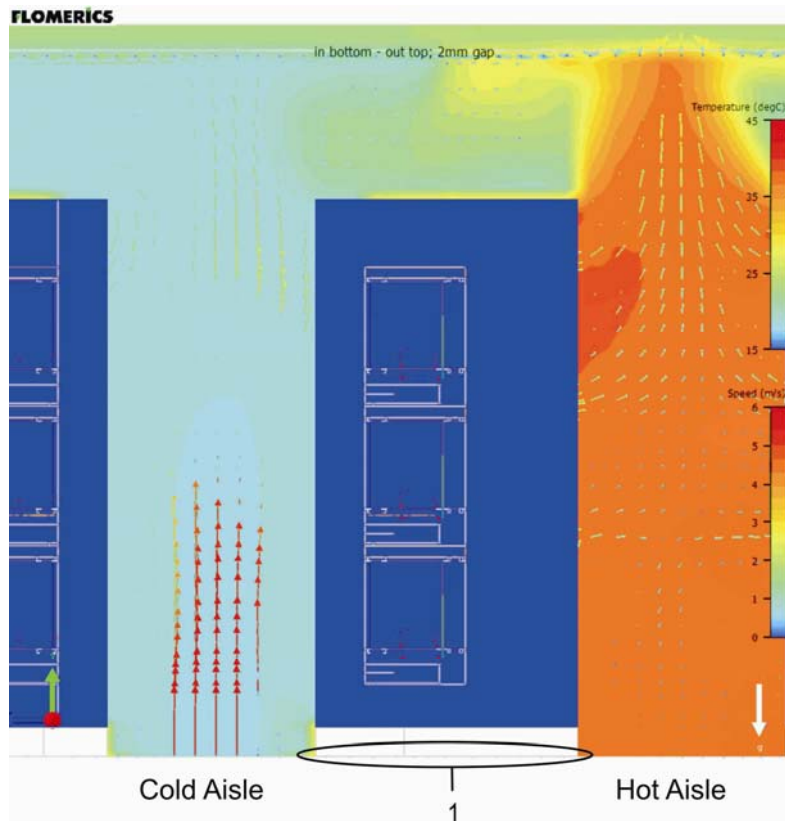 FLOMERICS
in bottom - out top; 2mm gap
Temperature (degC)
45
35
25
15
Speed (m/s)
6
5
4
3
2
1
0
g
Cold Aisle
Hot Aisle
1